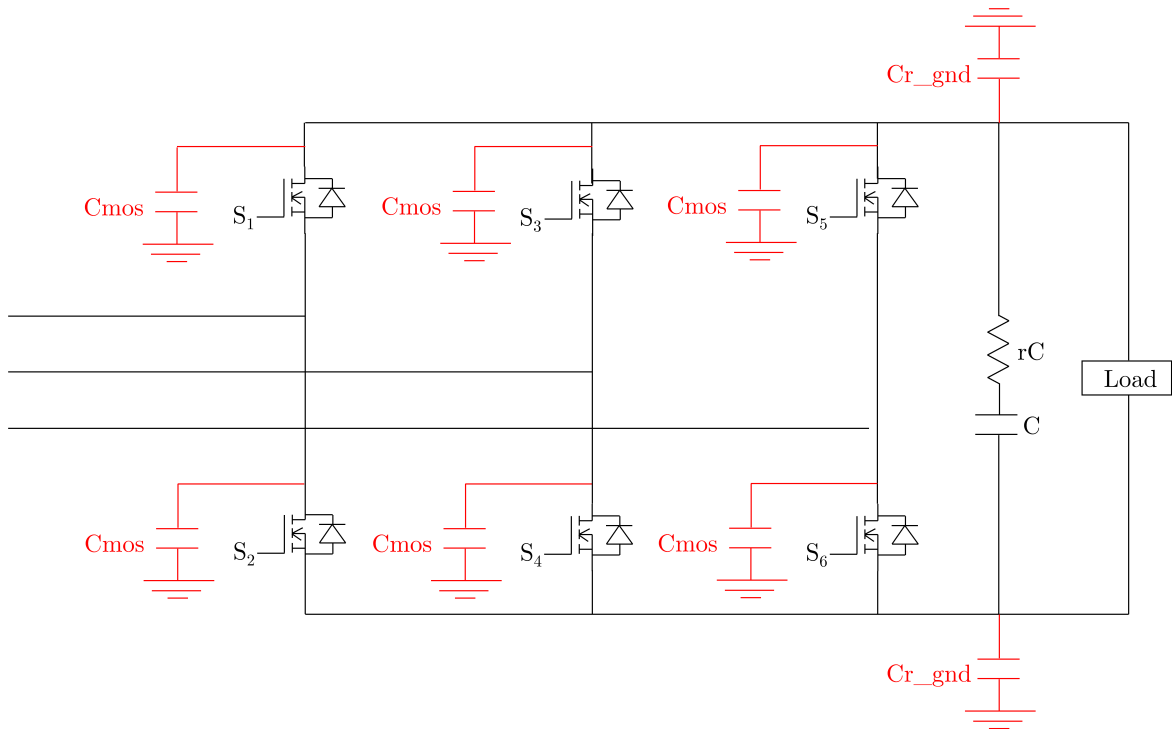 Cr_gnd
Cmos
S1
Cmos
S3
Cmos
S5
rC
Load
C
Cmos
S2
Cmos
S4
Cmos
S6
Cr_gnd